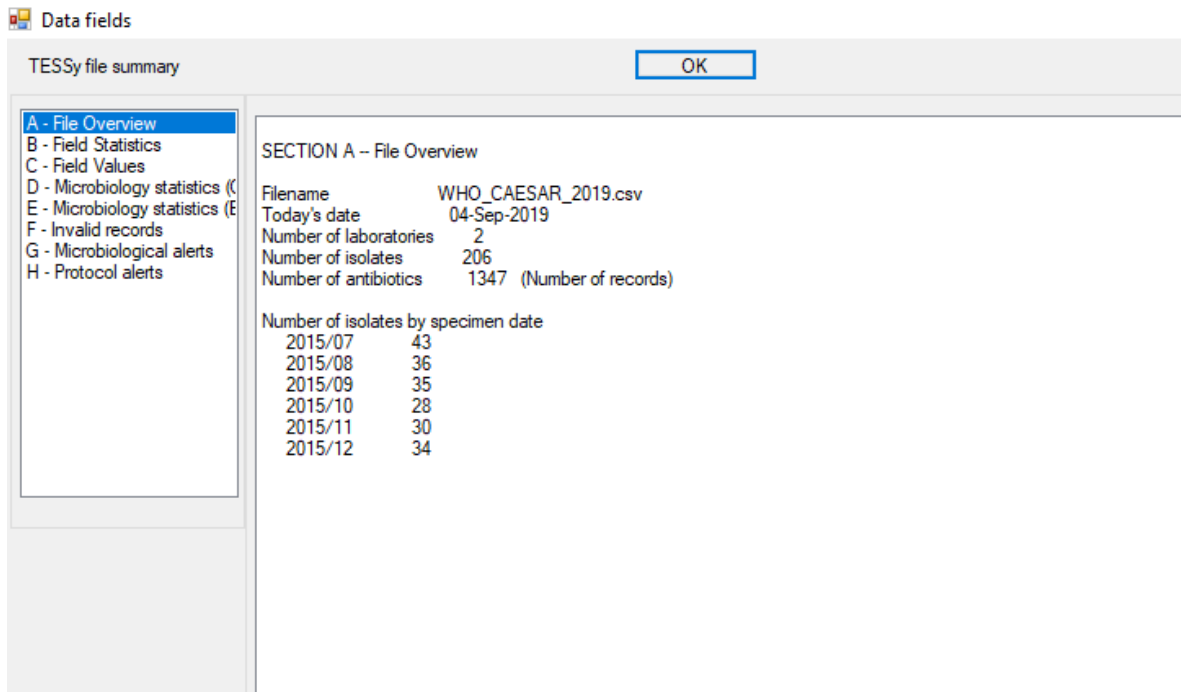 Data fields
TESSy file summary
OK
A - File Overview
B - Field Statistics
C - Field Values
D - Microbiology statistics (
E - Microbiology statistics (E
F - Invalid records
G - Microbiological alerts
H - Protocol alerts
SECTION A -- File Overview
Filename WHO_CAESAR_2019.csv
Today's date 04-Sep-2019
Number of laboratories 2
Number of isolates 206
Number of antibiotics 1347 (Number of records)
Number of isolates by specimen date
2015/07 43
2015/08 36
2015/09 35
2015/10 28
2015/11 30
2015/12 34